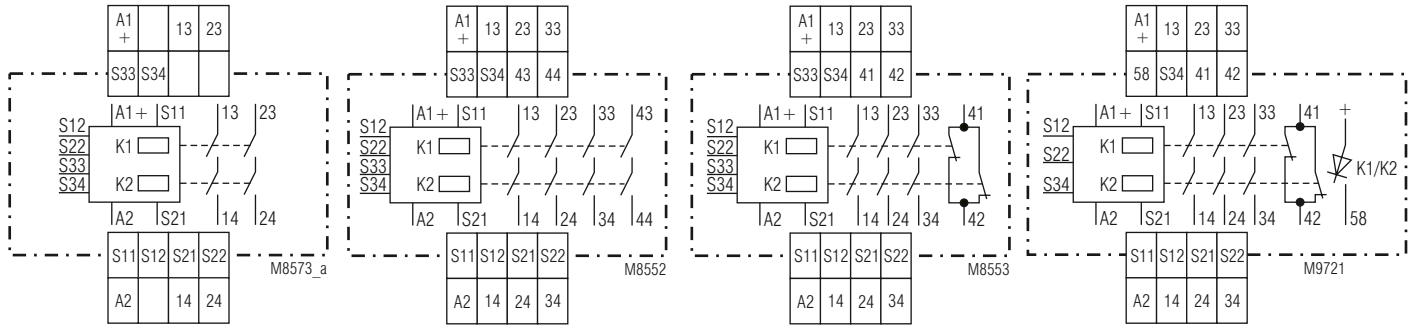 A1 + 13 23
S33 S34
A1+ S11 13 23
S12
S22
S33
S34
K1
K2
A2 S21 14 24
S11 S12 S21 S22
M8573_a
A2 14 24
A1 + 13 23 33
S33 S34 43 44
A1+ S11 13 23 33 43
S12
S22
S33
S34
K1
K2
A2 S21 14 24 34 44
S11 S12 S21 S22
M8552
A2 14 24 34
A1 + 13 23 33
S33 S34 41 42
A1+ S11 13 23 33 41
S12
S22
S33
S34
K1
K2
A2 S21 14 24 34 42
S11 S12 S21 S22
M8553
A2 14 24 34
A1 + 13 23 33
58 S34 41 42
A1+ S11 13 23 33 41 +
S12
S22
S34
K1
K2
K1/K2
A2 S21 14 24 34 42 58
S11 S12 S21 S22
M9721
A2 14 24 34